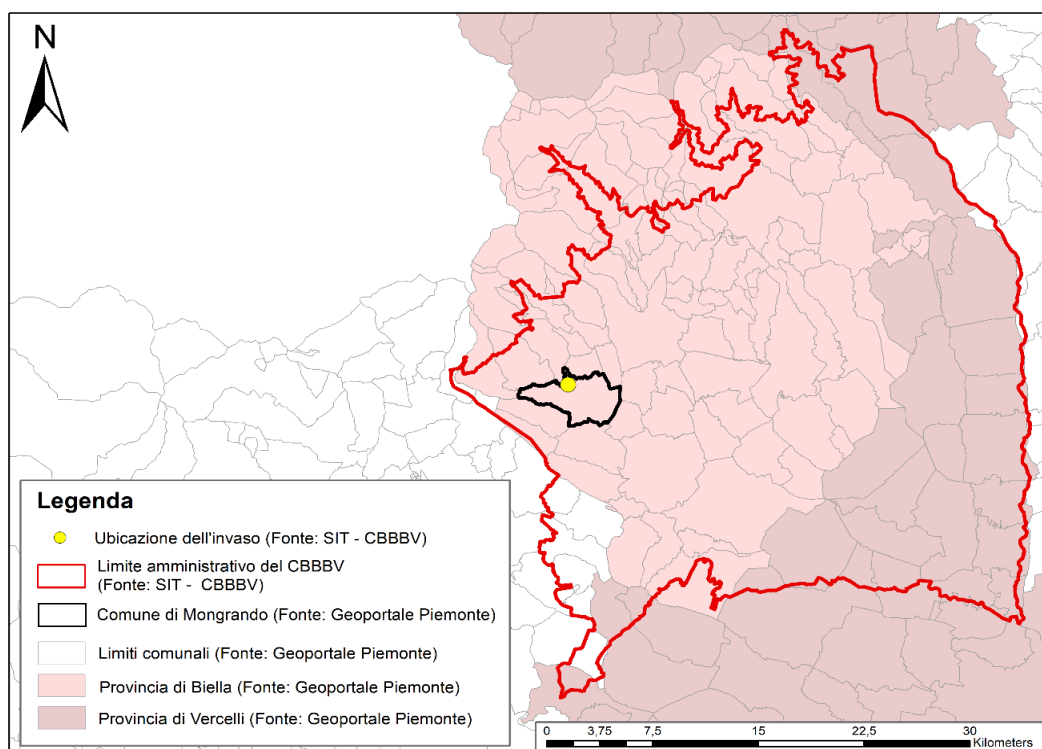 N
Legenda
Ubicazione dell'invaso (Fonte: SIT - CBBBV)
Limite amministrativo del CBBBV
(Fonte: SIT - CBBBV)
Comune di Mongrando (Fonte: Geoportale Piemonte)
Limiti comunali (Fonte: Geoportale Piemonte)
Provincia di Biella (Fonte: Geoportale Piemonte)
Provincia di Vercelli (Fonte: Geoportale Piemonte)
0 3,75 7,5 15 22,5 30
Kilometers